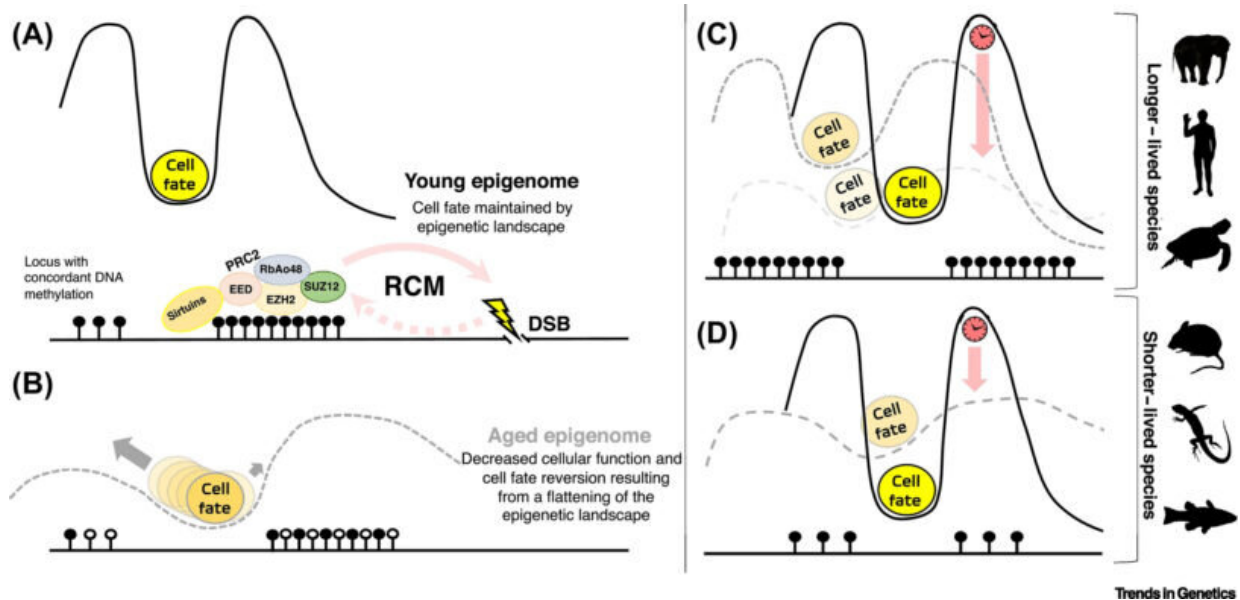 (A)
Cell
fate
Young epigenome
Cell fate maintained by
epigenetic landscape
Locus with
concordant DNA
methylation
PRC2
RbAo48
EED
EZH2
SUZ12
Sirtuins
RCM
DSB
(B)
Cell
fate
Aged epigenome
Decreased cellular function and
cell fate reversion resulting
from a flattening of the
epigenetic landscape
(C)
Cell
fate
Cell
fate
Cell
fate
Longer – lived species
(D)
Cell
fate
Cell
fate
Shorter – lived species
Trends in Genetics